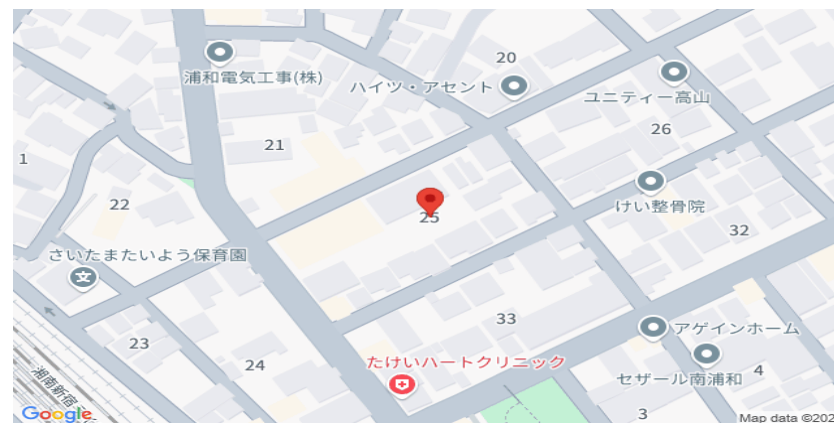 20
浦和電気工事(株)
ハイツ・アセント
ユニティー高山
26
21
1
けい整骨院
22
25
32
さいたまたいよう保育園
文
33
アゲインホーム
23
24
たけいハートクリニック
セザール南浦和
4
湘南新宿
3
Google
Map data ©202